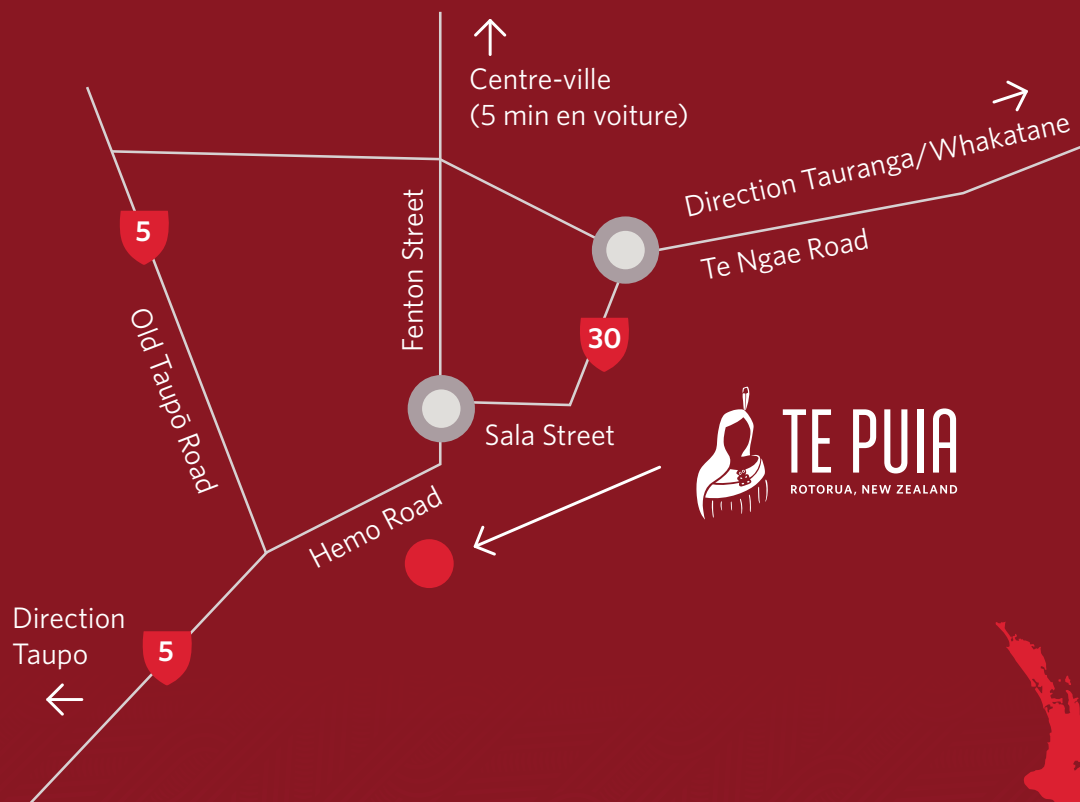 Centre-ville
(5 min en voiture)
Direction Tauranga/Whakatane
Te Ngae Road
5
Fenton Street
Old Taupō Road
30
Sala Street
TE PUIA
ROTORUA, NEW ZEALAND
Hemo Road
Direction
Taupo
5